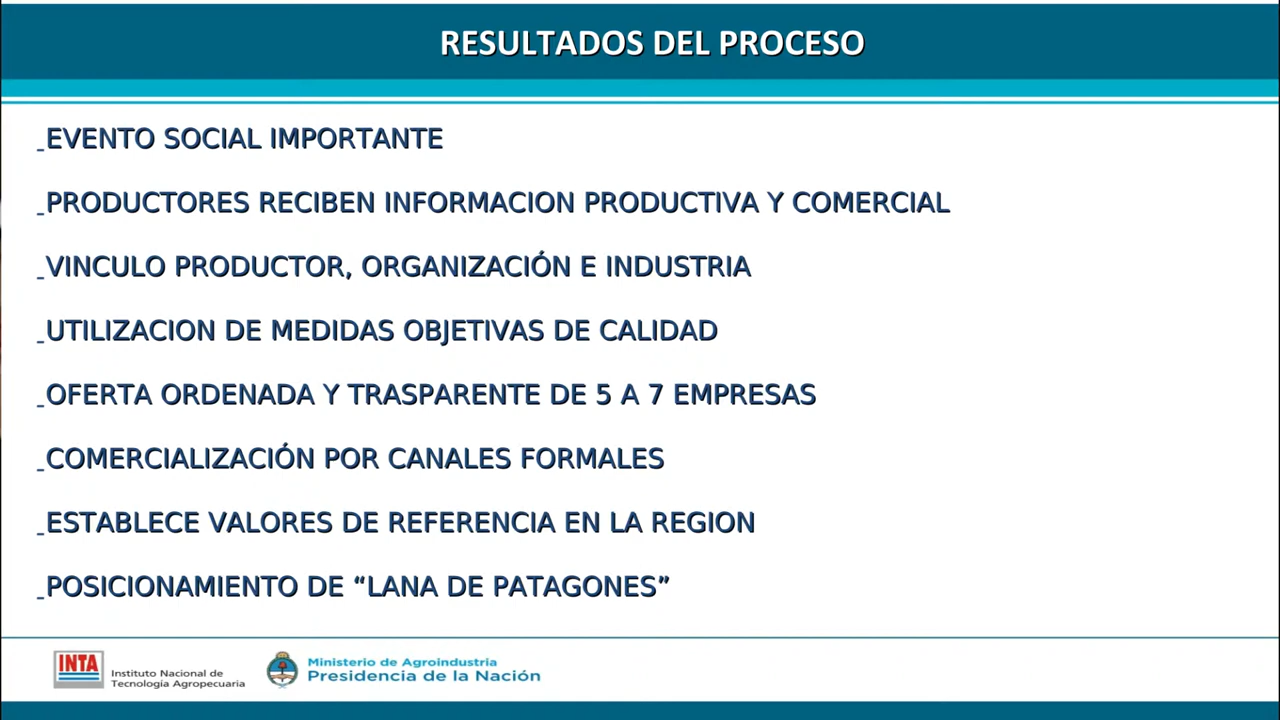 RESULTADOS DEL PROCESO
_EVENTO SOCIAL IMPORTANTE
_PRODUCTORES RECIBEN INFORMACION PRODUCTIVA Y COMERCIAL
_VINCULO PRODUCTOR, ORGANIZACIÓN E INDUSTRIA
_UTILIZACION DE MEDIDAS OBJETIVAS DE CALIDAD
_OFERTA ORDENADA Y TRASPARENTE DE 5 A 7 EMPRESAS
_COMERCIALIZACIÓN POR CANALES FORMALES
_ESTABLECE VALORES DE REFERENCIA EN LA REGION
_POSICIONAMIENTO DE “LANA DE PATAGONES”
INTA
Instituto Nacional de
Tecnología Agropecuaria
Ministerio de Agroindustria
Presidencia de la Nación